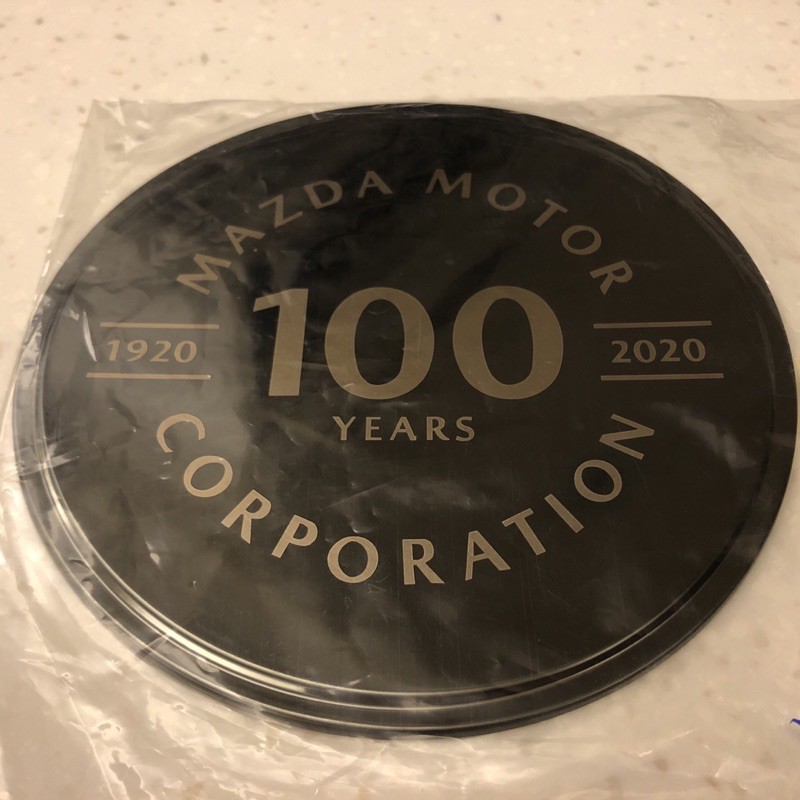 MAZDA MOTOR
1920
100
2020
YEARS
CORPORATION